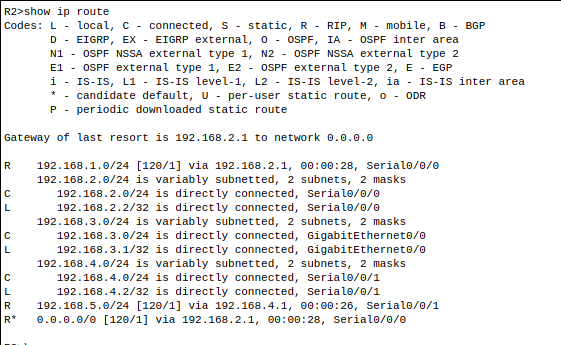 R2>show ip route
Codes: L - local, C - connected, S - static, R - RIP, M - mobile, B - BGP
       D - EIGRP, EX - EIGRP external, O - OSPF, IA - OSPF inter area
       N1 - OSPF NSSA external type 1, N2 - OSPF NSSA external type 2
       E1 - OSPF external type 1, E2 - OSPF external type 2, E - EGP
       i - IS-IS, L1 - IS-IS level-1, L2 - IS-IS level-2, ia - IS-IS inter area
       * - candidate default, U - per-user static route, o - ODR
       P - periodic downloaded static route

Gateway of last resort is 192.168.2.1 to network 0.0.0.0

R    192.168.1.0/24 [120/1] via 192.168.2.1, 00:00:28, Serial0/0/0
     192.168.2.0/24 is variably subnetted, 2 subnets, 2 masks
C       192.168.2.0/24 is directly connected, Serial0/0/0
L       192.168.2.2/32 is directly connected, Serial0/0/0
     192.168.3.0/24 is variably subnetted, 2 subnets, 2 masks
C       192.168.3.0/24 is directly connected, GigabitEthernet0/0
L       192.168.3.1/32 is directly connected, GigabitEthernet0/0
     192.168.4.0/24 is variably subnetted, 2 subnets, 2 masks
C       192.168.4.0/24 is directly connected, Serial0/0/1
L       192.168.4.2/32 is directly connected, Serial0/0/1
R    192.168.5.0/24 [120/1] via 192.168.4.1, 00:00:26, Serial0/0/1
R*   0.0.0.0/0 [120/1] via 192.168.2.1, 00:00:28, Serial0/0/0